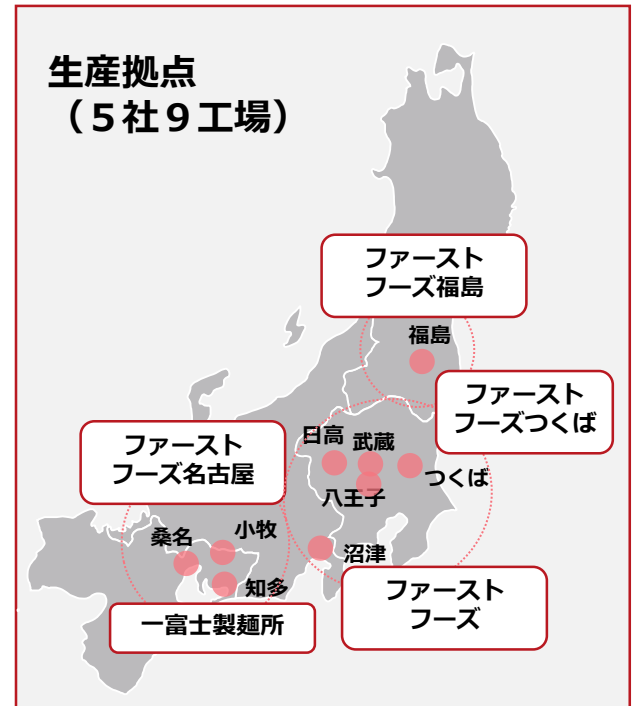 生産拠点
（５社９工場）
ファースト
フーズ福島
福島
ファースト
フーズつくば
日高
武蔵
つくば
八王子
ファースト
フーズ名古屋
小牧
桑名
沼津
知多
ファースト
フーズ
一富士製麺所